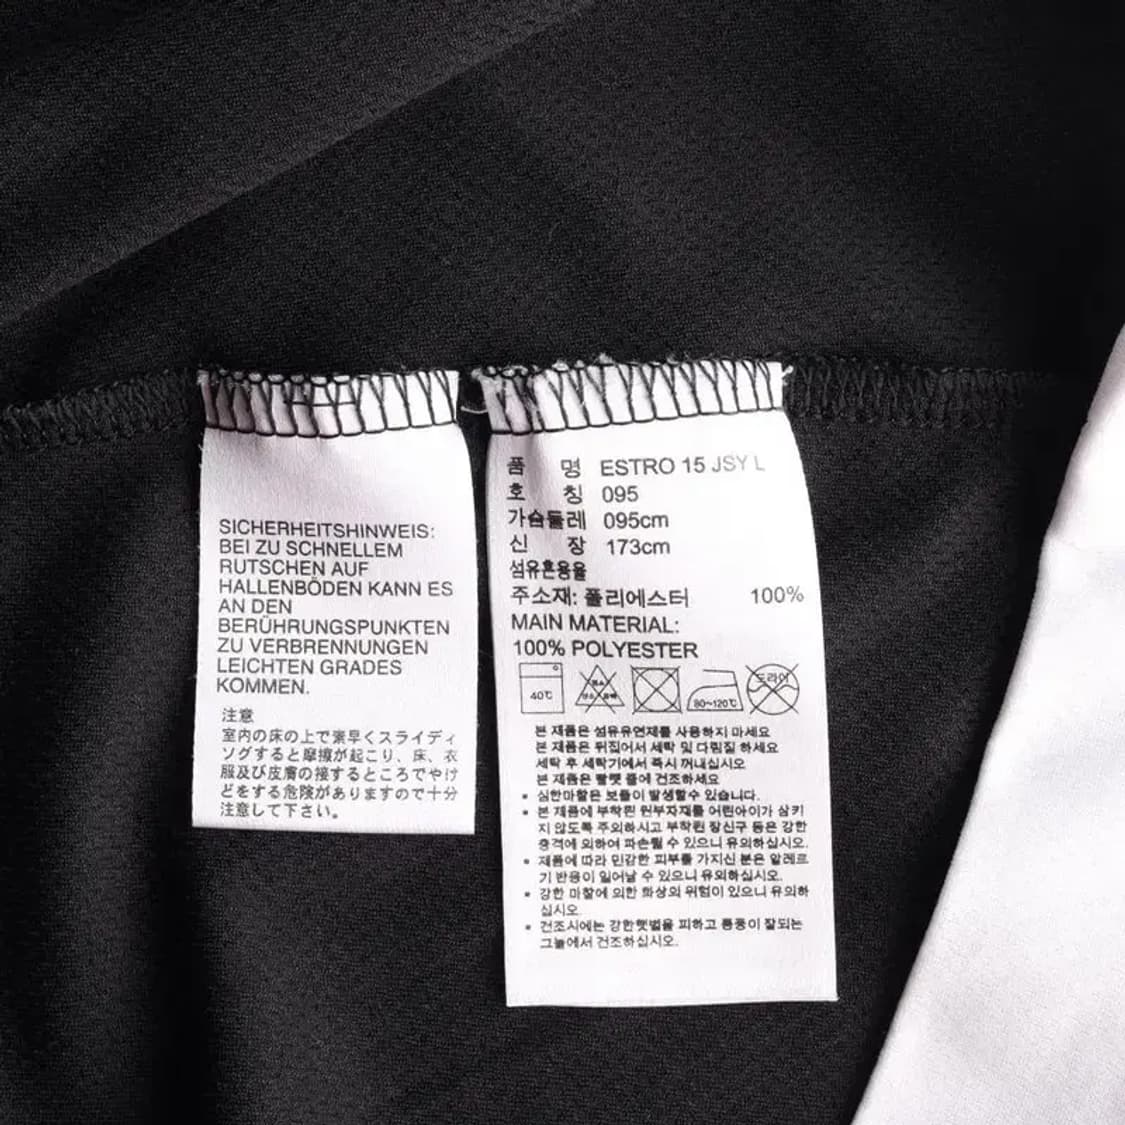 SICHERHEITSHINWEIS:
BEI ZU SCHNELLEM
RUTSCHEN AUF
HALLENBÖDEN KANN ES
AN DEN
BERÜHRUNGSPUNKTEN
ZU VERBRENNUNGEN
LEICHTEN GRADES
KOMMEN.
注意
室内の床の上で素早くスライディ
ングすると摩擦が起こり、床、衣
服及び皮膚の接するところでやけ
どをする危険がありますので十分
注意して下さい。
품 명 ESTRO 15 JSY L
호 칭 095
가슴둘레 095cm
신 장 173cm
섬유혼용율
주소재: 폴리에스터 100%
MAIN MATERIAL:
100% POLYESTER
40℃
80~120℃
드라이
본 제품은 섬유유연제를 사용하지 마세요
본 제품은 뒤집어서 세탁 및 다림질 하세요
세탁 후 세탁기에서 즉시 꺼내십시오
본 제품은 빨랫 줄에 건조하세요
• 심한마찰은 보풀이 발생할수 있습니다.
• 본 제품에 부착된 원부자재를 어린아이가 삼키
지 않도록 주의하시고 부착된 장신구 등은 강한
충격에 의하여 파손될 수 있으니 유의하십시오.
• 제품에 따라 민감한 피부를 가지신 분은 알레르
기 반응이 일어날 수 있으니 유의하십시오.
• 강한 마찰에 의한 화상의 위험이 있으니 유의하
십시오
• 건조시에는 강한햇볕을 피하고 통풍이 잘되는
그늘에서 건조하십시오.